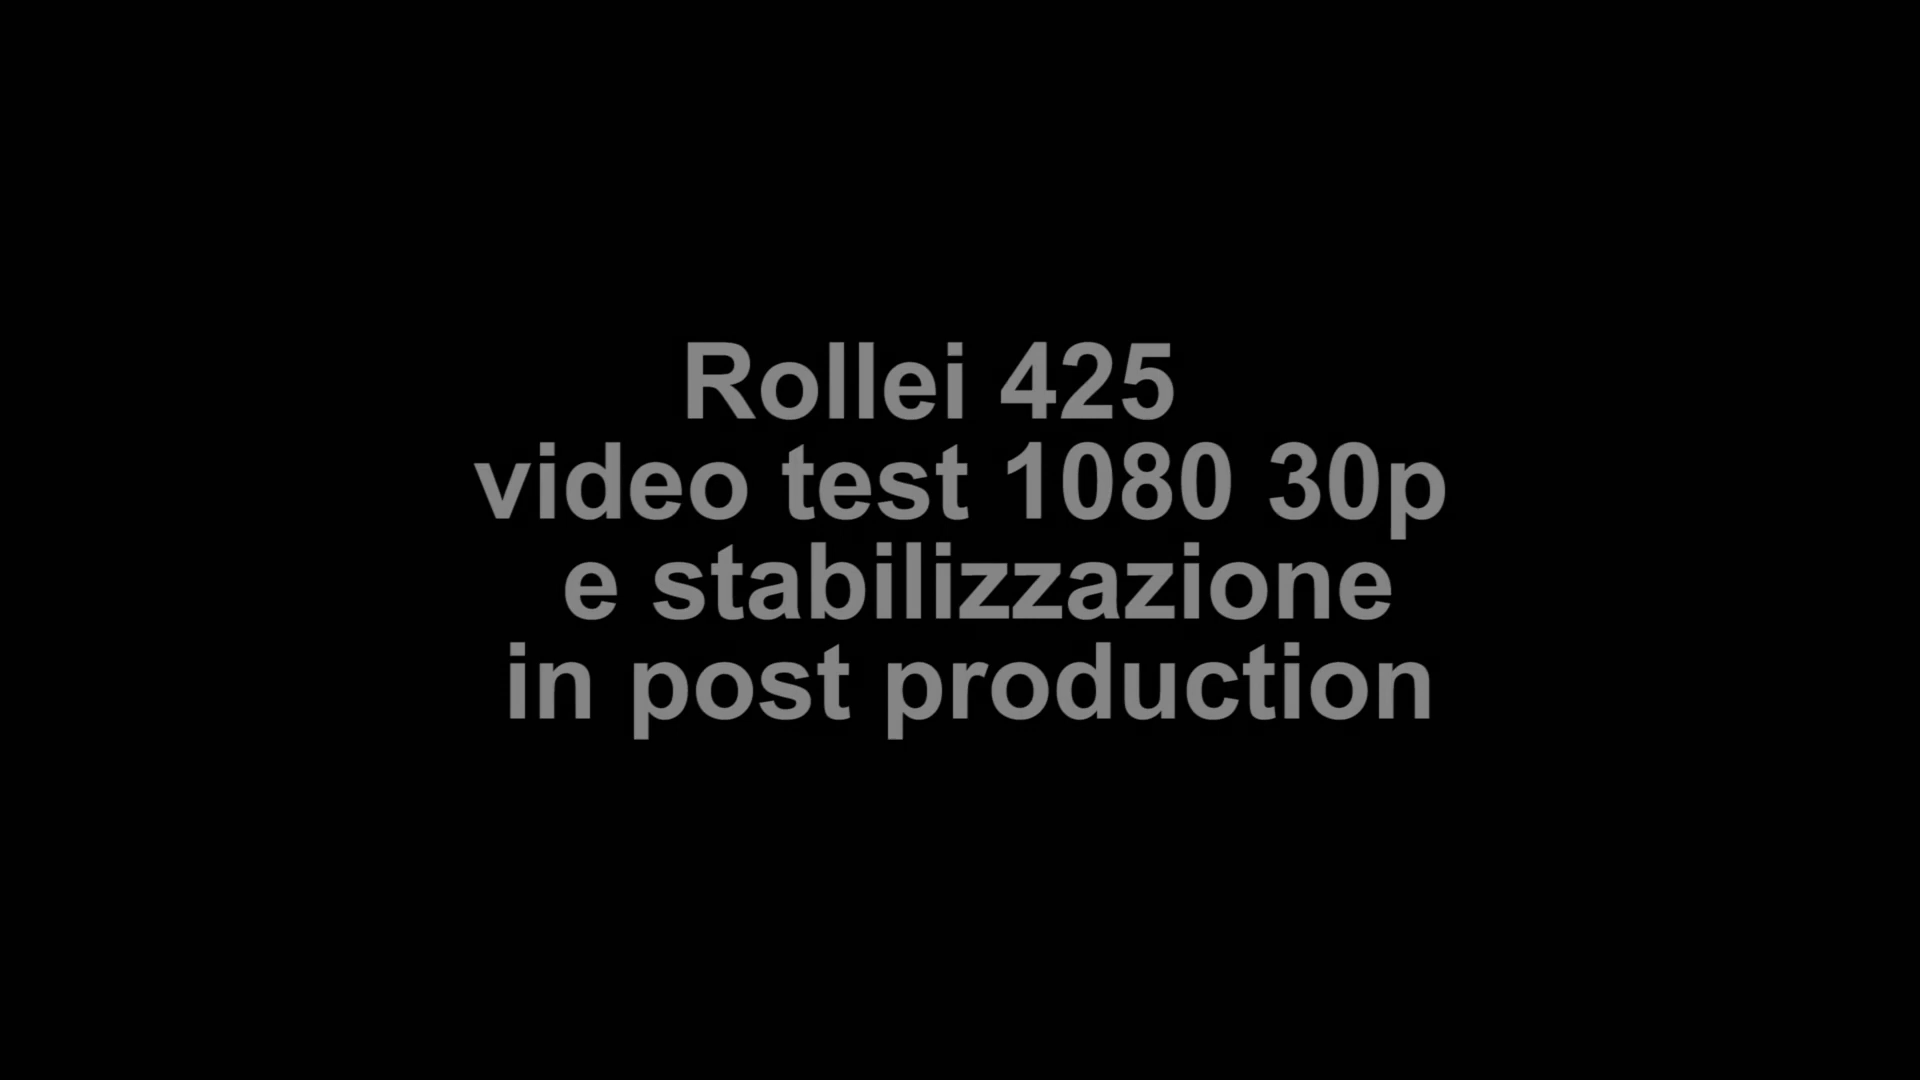 Rollei 425
video test 1080 30p
e stabilizzazione
in post production